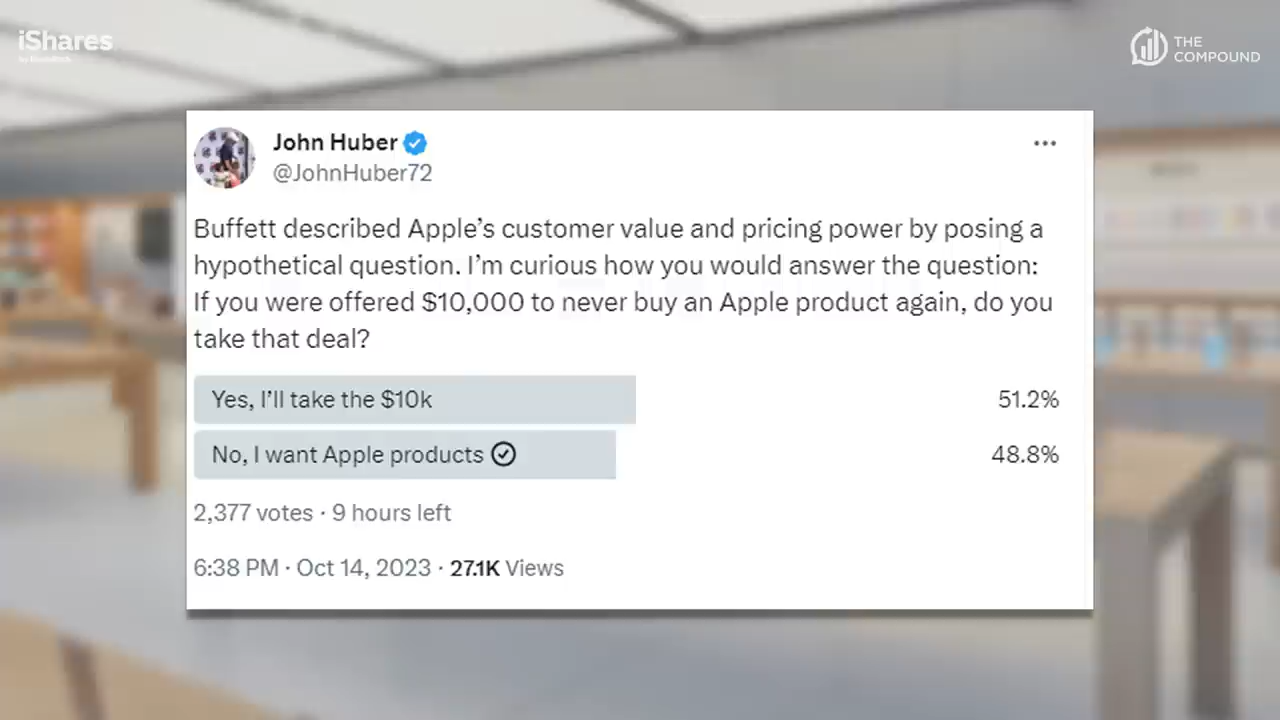 iShares
THE
COMPOUND
John Huber
@JohnHuber72
Buffett described Apple’s customer value and pricing power by posing a
hypothetical question. I’m curious how you would answer the question:
If you were offered $10,000 to never buy an Apple product again, do you
take that deal?
Yes, I’ll take the $10k 51.2%
No, I want Apple products 48.8%
2,377 votes · 9 hours left
6:38 PM · Oct 14, 2023 · 27.1K Views